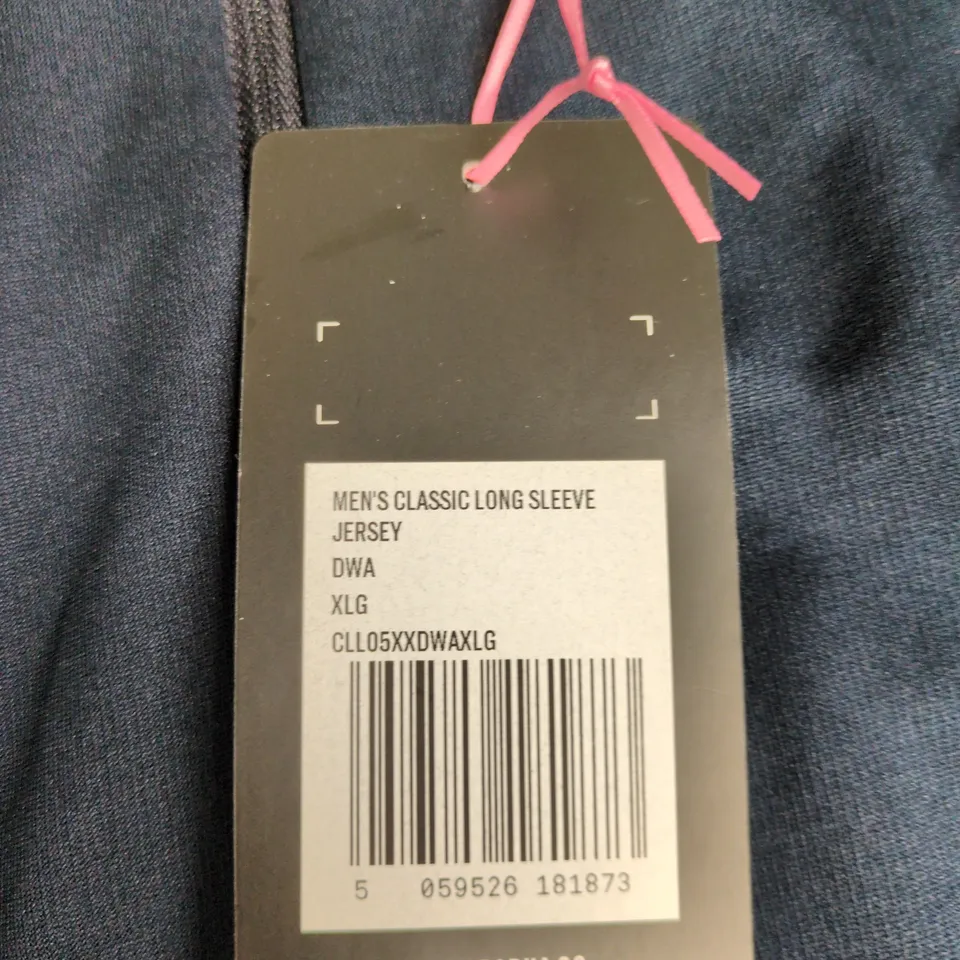 MEN'S CLASSIC LONG SLEEVE
JERSEY
DWA
XLG
CLL05XXDWAXLG
5 059526 181873